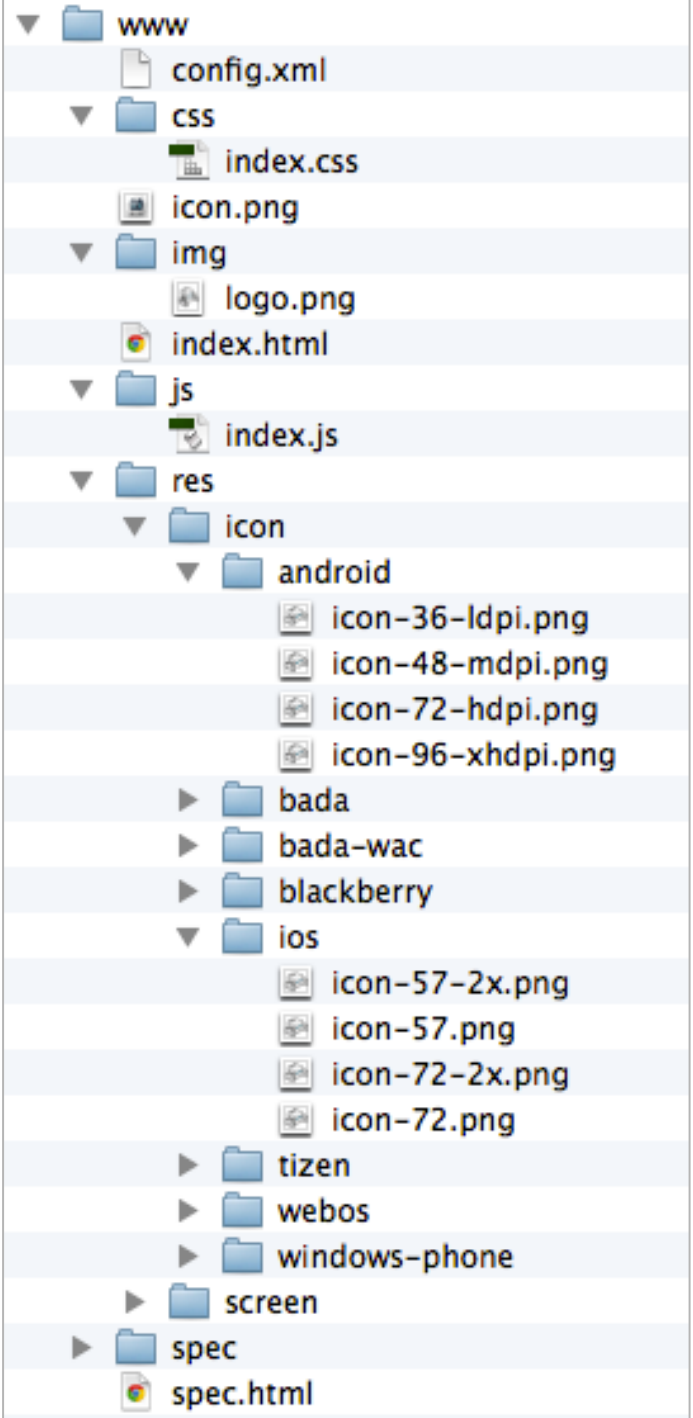 www
config.xml
css
index.css
icon.png
img
logo.png
index.html
js
index.js
res
icon
android
icon-36-ldpi.png
icon-48-mdpi.png
icon-72-hdpi.png
icon-96-xhdpi.png
bada
bada-wac
blackberry
ios
icon-57-2x.png
icon-57.png
icon-72-2x.png
icon-72.png
tizen
webos
windows-phone
screen
spec
spec.html